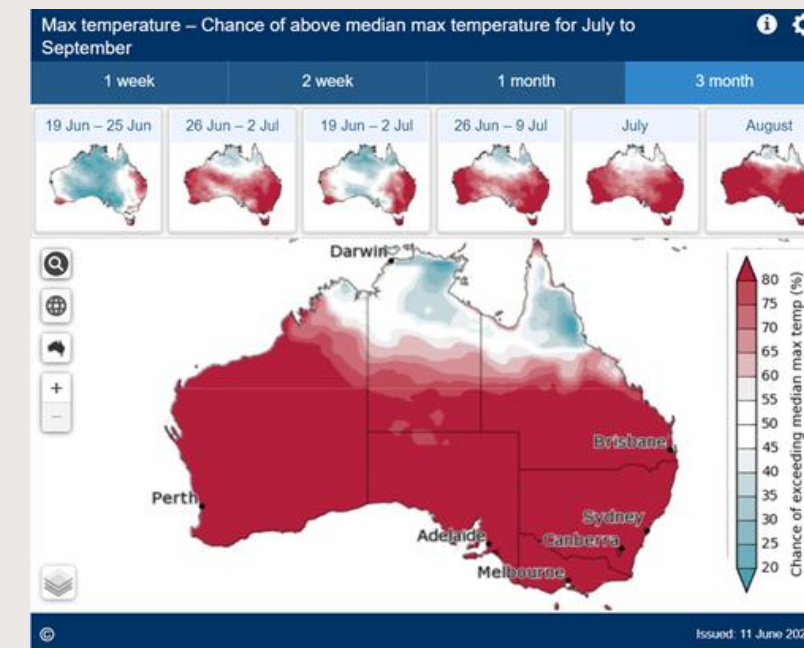 Max temperature – Chance of above median max temperature for July to
September
1 week
2 week
1 month
3 month
19 Jun – 25 Jun
26 Jun – 2 Jul
19 Jun – 2 Jul
26 Jun – 9 Jul
July
August
Darwin
Brisbane
Perth
Sydney
Adelaide
Canberra
Melbourne
80
75
70
65
60
55
50
45
40
35
30
25
20
Chance of exceeding median max temp (%)
©
Issued: 11 June